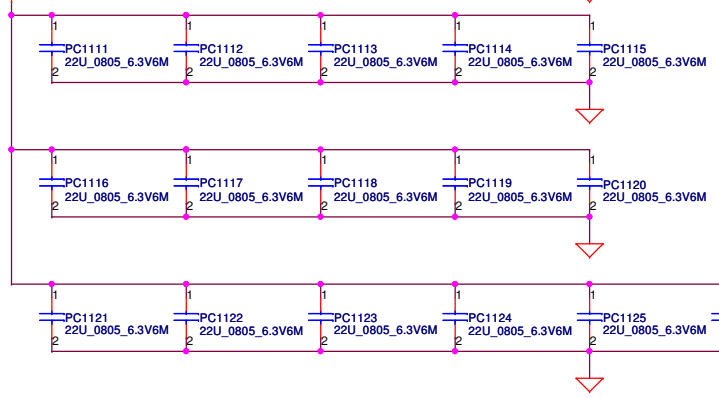 1 1 1 1 1
PC1111 PC1112 PC1113 PC1114 PC1115
22U_0805_6.3V6M 22U_0805_6.3V6M 22U_0805_6.3V6M 22U_0805_6.3V6M 22U_0805_6.3V6M
2 2 2 2 2
1 1 1 1 1
PC1116 PC1117 PC1118 PC1119 PC1120
22U_0805_6.3V6M 22U_0805_6.3V6M 22U_0805_6.3V6M 22U_0805_6.3V6M 22U_0805_6.3V6M
2 2 2 2 2
1 1 1 1 1
PC1121 PC1122 PC1123 PC1124 PC1125
22U_0805_6.3V6M 22U_0805_6.3V6M 22U_0805_6.3V6M 22U_0805_6.3V6M 22U_0805_6.3V6M
2 2 2 2 2